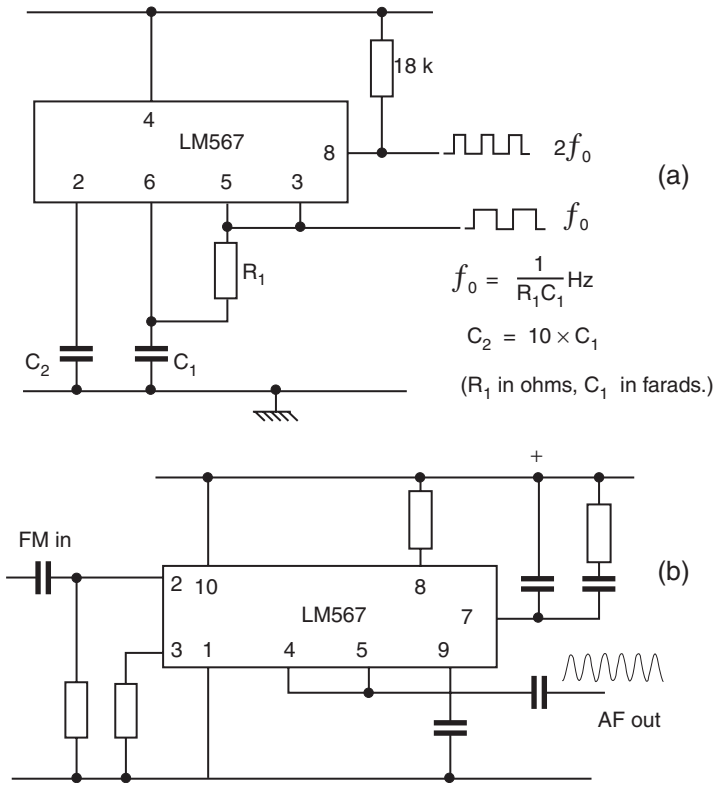 18 k
4
LM567
8
2f₀
(a)
2 6 5 3
f₀
R₁
f₀ = 1/R₁C₁ Hz
C₂ C₁
C₂ = 10 × C₁
(R₁ in ohms, C₁ in farads.)
+
FM in
(b)
2 10 8
LM567
7
3 1 4 5 9
AF out